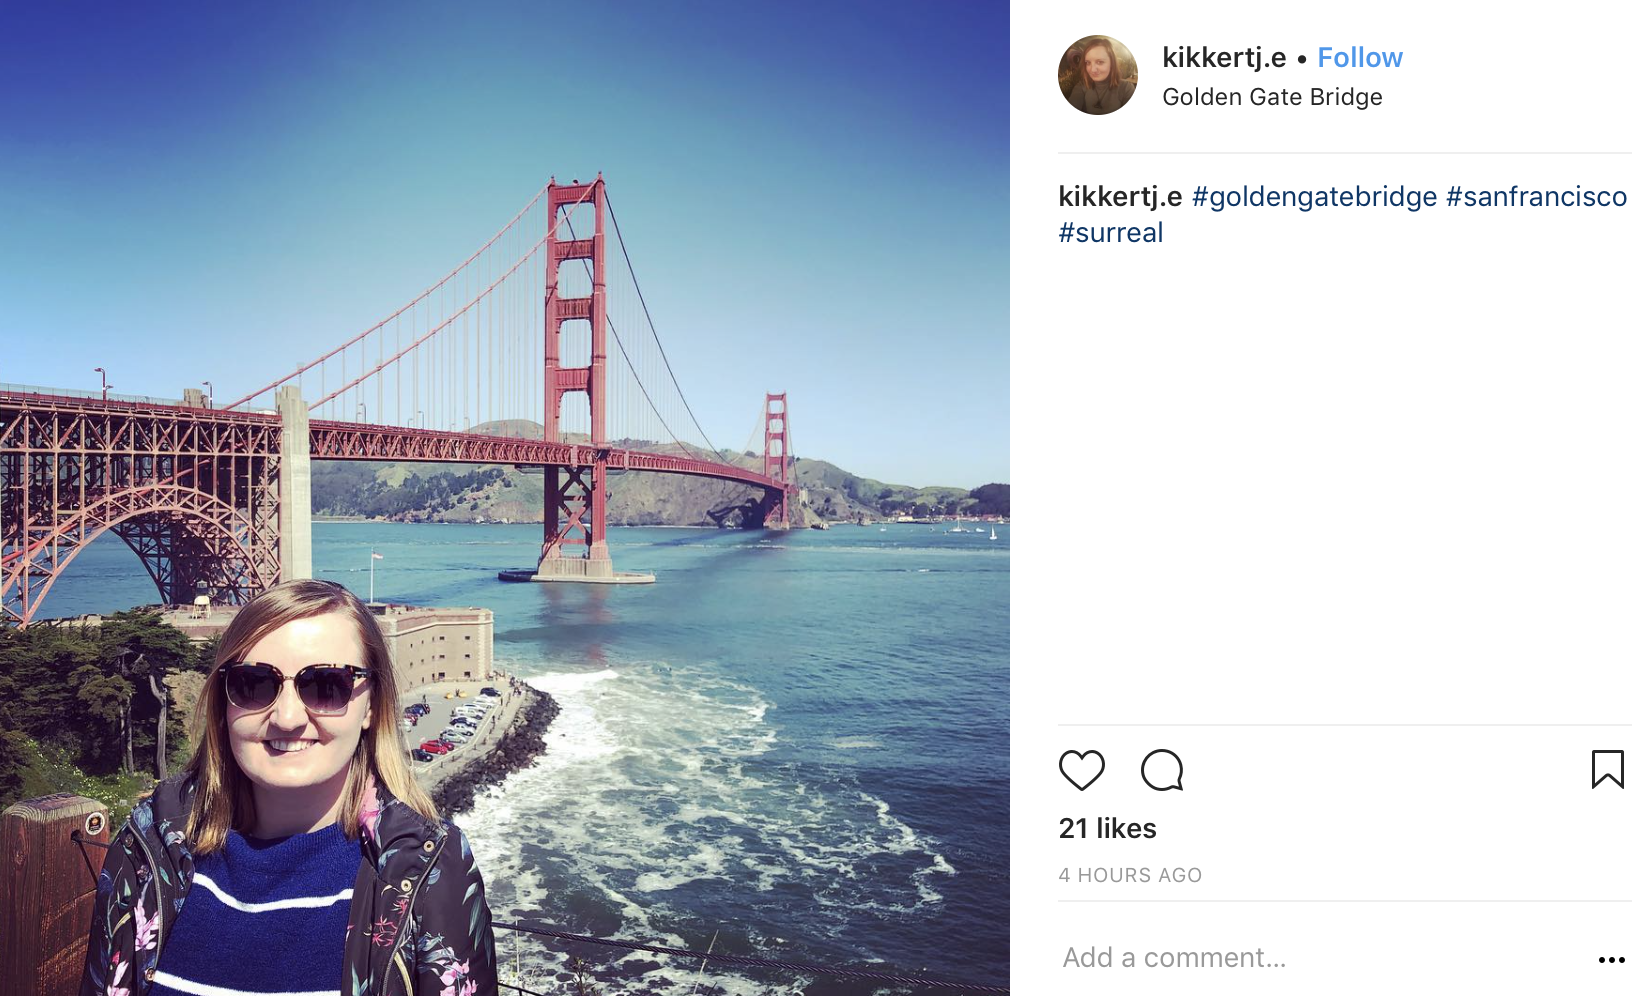 kikkertj.e • Follow
Golden Gate Bridge
kikkertj.e #goldengatebridge #sanfrancisco
#surreal
21 likes
4 HOURS AGO
Add a comment...